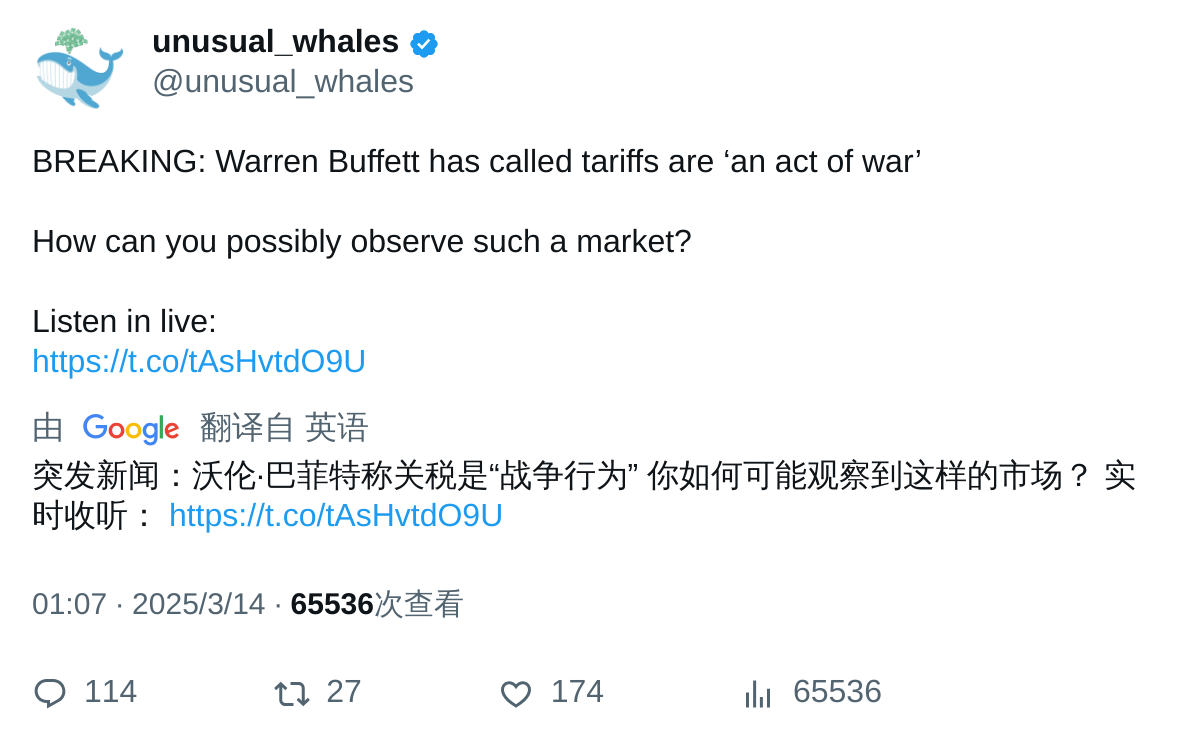 unusual_whales
@unusual_whales
BREAKING: Warren Buffett has called tariffs are ‘an act of war’
How can you possibly observe such a market?
Listen in live:
https://t.co/tAsHvtdO9U
由 Google 翻译自 英语
突发新闻：沃伦·巴菲特称关税是“战争行为” 你如何可能观察到这样的市场？ 实
时收听： https://t.co/tAsHvtdO9U
01:07 · 2025/3/14 · 65536次查看
114 27 174 65536